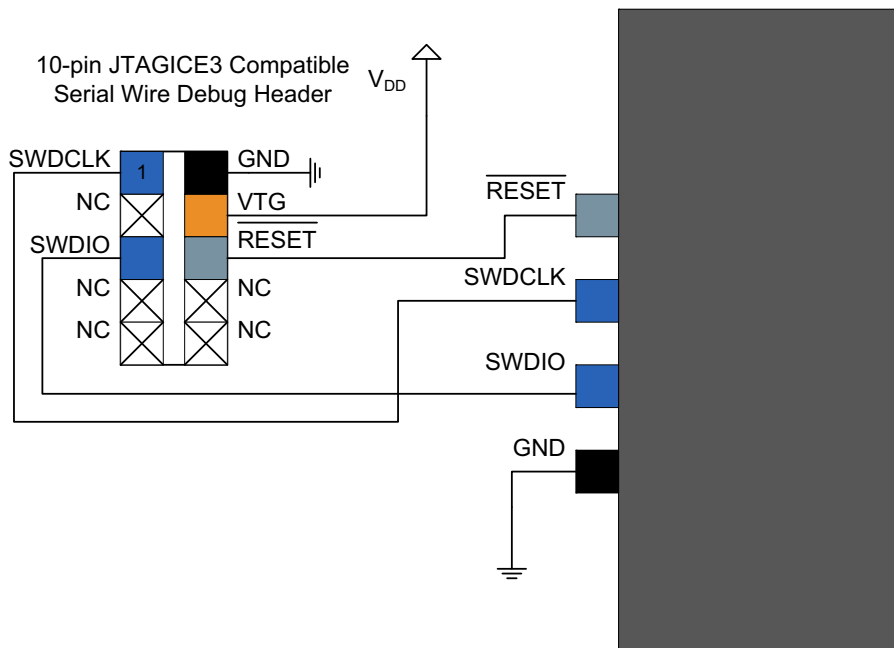 10-pin JTAGICE3 Compatible
Serial Wire Debug Header
VDD
SWDCLK
1
GND
NC
VTG
SWDIO
RESET
NC
NC
NC
NC
RESET
SWDCLK
SWDIO
GND